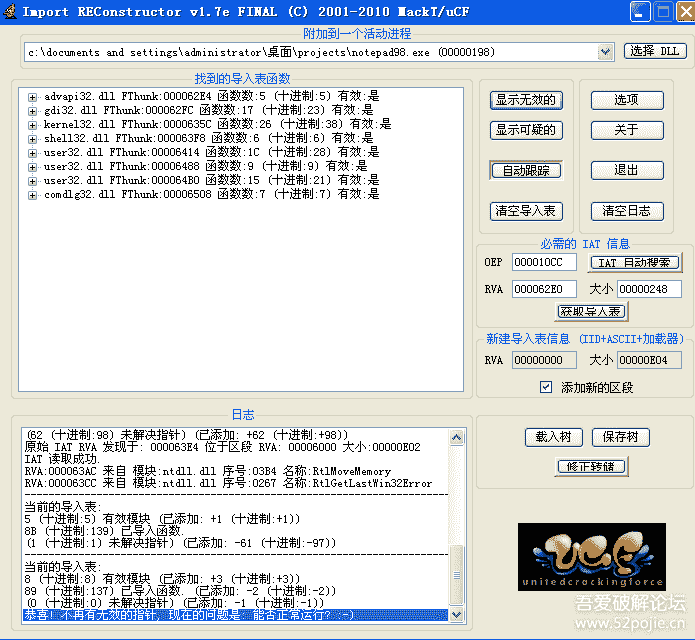 Import REConstructor v1.7e FINAL (C) 2001-2010 MackT/uCF
附加到一个活动进程
c:\documents and settings\administrator\桌面\projects\notepad98.exe (00000198)
选择 DLL
找到的导入表函数
advapi32.dll FThunk:000062E4 函数数:5 (十进制:5) 有效:是
gdi32.dll FThunk:000062FC 函数数:17 (十进制:23) 有效:是
kernel32.dll FThunk:0000635C 函数数:26 (十进制:38) 有效:是
shell32.dll FThunk:000063F8 函数数:6 (十进制:6) 有效:是
user32.dll FThunk:00006414 函数数:1C (十进制:28) 有效:是
user32.dll FThunk:00006488 函数数:9 (十进制:9) 有效:是
user32.dll FThunk:000064B0 函数数:15 (十进制:21) 有效:是
comdlg32.dll FThunk:00006508 函数数:7 (十进制:7) 有效:是
显示无效的
选项
显示可疑的
关于
自动跟踪
退出
清空导入表
清空日志
必需的 IAT 信息
OEP 000010CC IAT 自动搜索
RVA 000062E0 大小 00000248
获取导入表
新建导入表信息 (IID+ASCII+加载器)
RVA 00000000 大小 00000E04
添加新的区段
载入树
保存树
修正转储
日志
(62 (十进制:98) 未解决指针) (已添加: +62 (十进制:+98))
原始 IAT RVA 发现于: 000063E4 位于区段 RVA: 00006000 大小:00000E02
IAT 读取成功.
RVA:000063AC 来自 模块:ntdll.dll 序号:03B4 名称:RtlMoveMemory
RVA:000063CC 来自 模块:ntdll.dll 序号:0267 名称:RtlGetLastWin32Error
当前的导入表:
5 (十进制:5) 有效模块 (已添加: +1 (十进制:+1))
8B (十进制:139) 已导入函数.
(1 (十进制:1) 未解决指针) (已添加: -61 (十进制:-97))
当前的导入表:
8 (十进制:8) 有效模块 (已添加: +3 (十进制:+3))
89 (十进制:137) 已导入函数. (已添加: -2 (十进制:-2))
(0 (十进制:0) 未解决指针) (已添加: -1 (十进制:-1))
恭喜! 不再有无效的指针, 现在的问题是: 能否正常运行? :-)
UCF
unitedcrackingforce
吾爱破解论坛
www.52pojie.cn